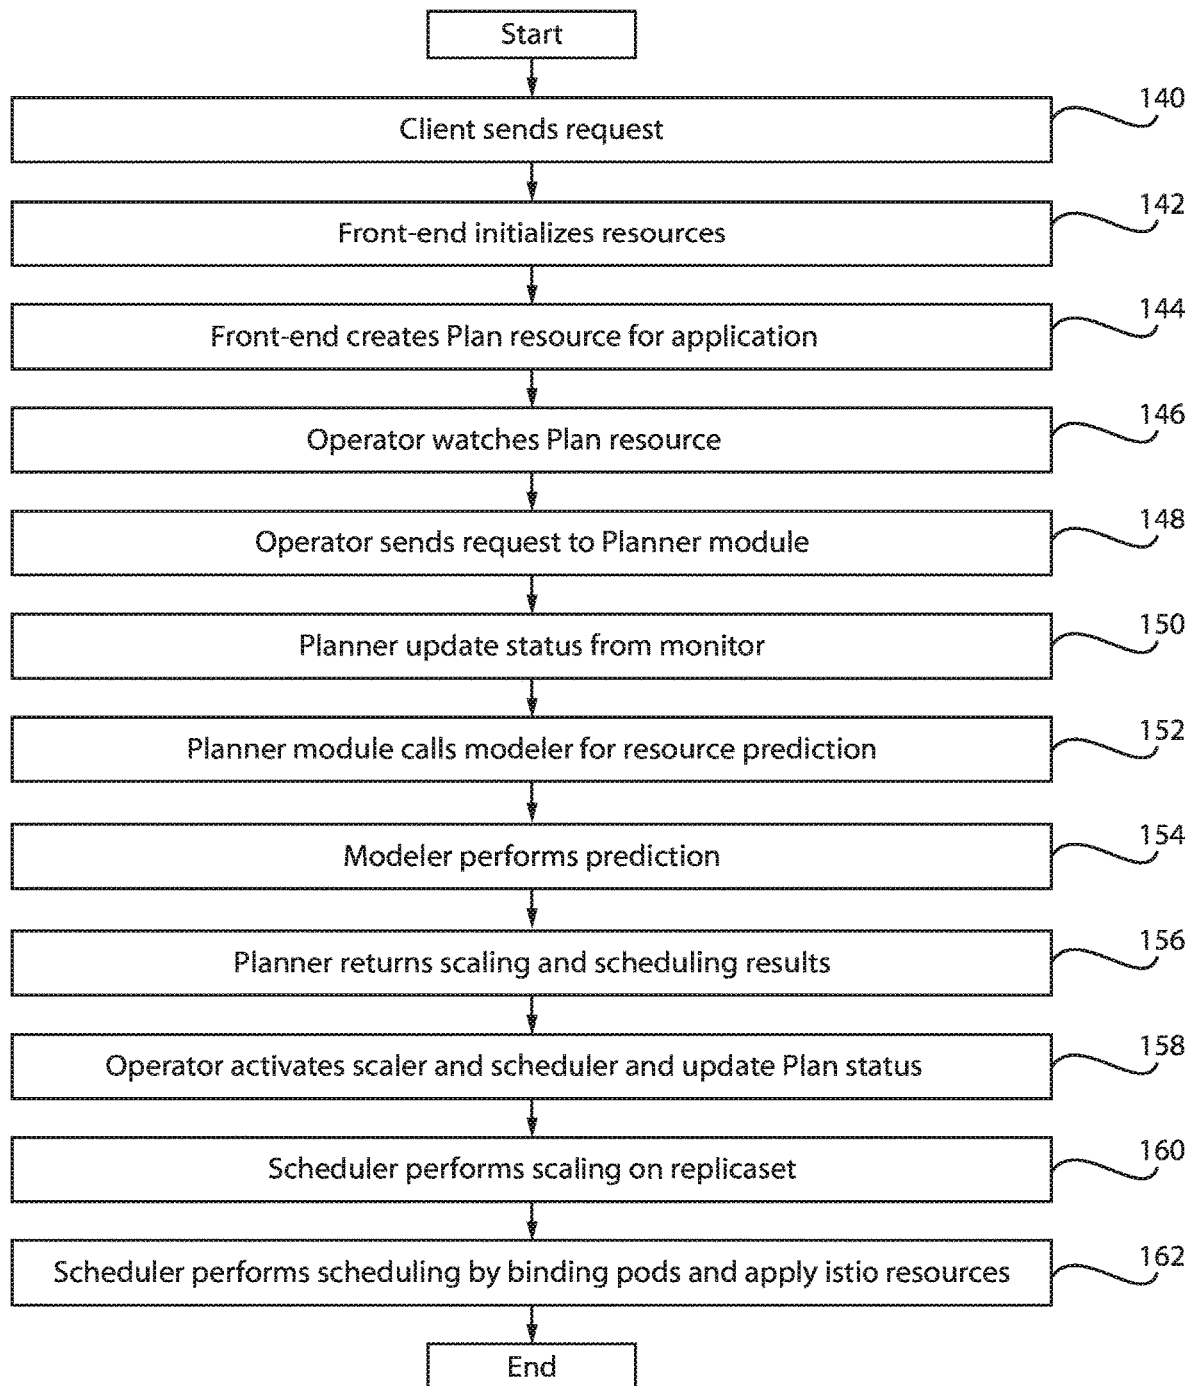 Start
Client sends request
140
Front-end initializes resources
142
Front-end creates Plan resource for application
144
Operator watches Plan resource
146
Operator sends request to Planner module
148
Planner update status from monitor
150
Planner module calls modeler for resource prediction
152
Modeler performs prediction
154
Planner returns scaling and scheduling results
156
Operator activates scaler and scheduler and update Plan status
158
Scheduler performs scaling on replicaset
160
Scheduler performs scheduling by binding pods and apply istio resources
162
End